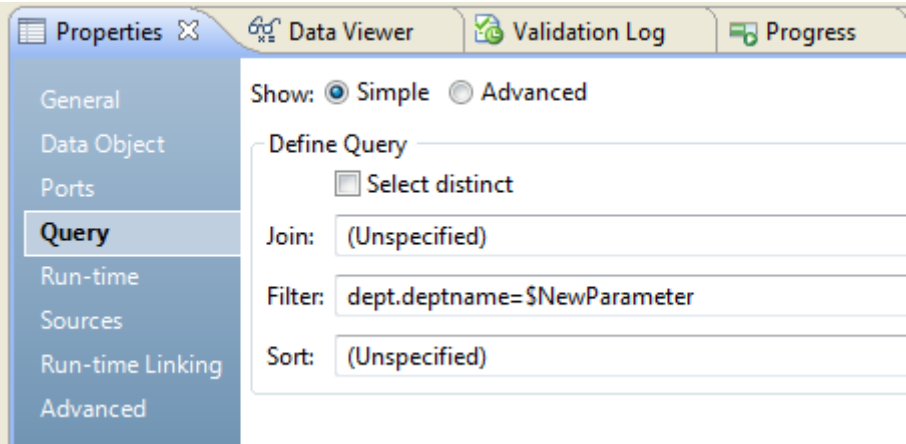 Properties Data Viewer Validation Log Progress
General
Data Object
Ports
Query
Run-time
Sources
Run-time Linking
Advanced
Show: Simple Advanced
Define Query
Select distinct
Join: (Unspecified)
Filter: dept.deptname=$NewParameter
Sort: (Unspecified)